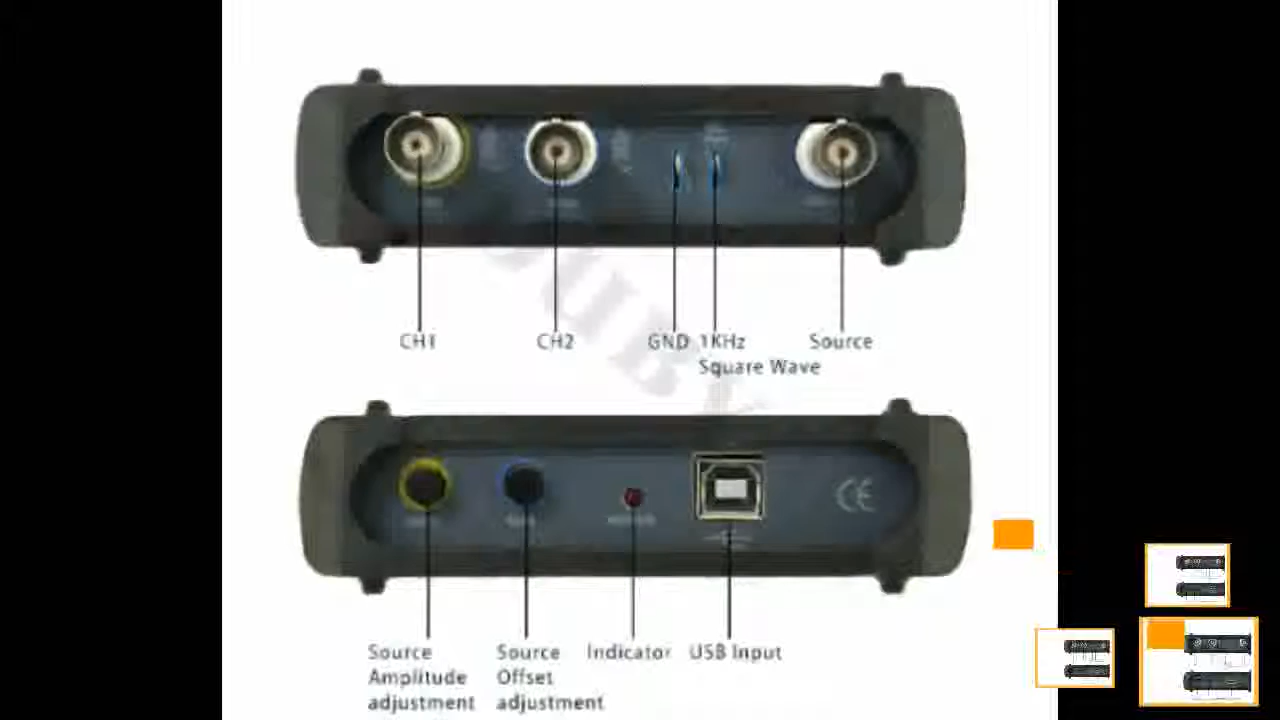 CH1 CH2 GND 1KHz Source
Square Wave
CE
Source Source Indicator USB Input
Amplitude Offset
adjustment adjustment